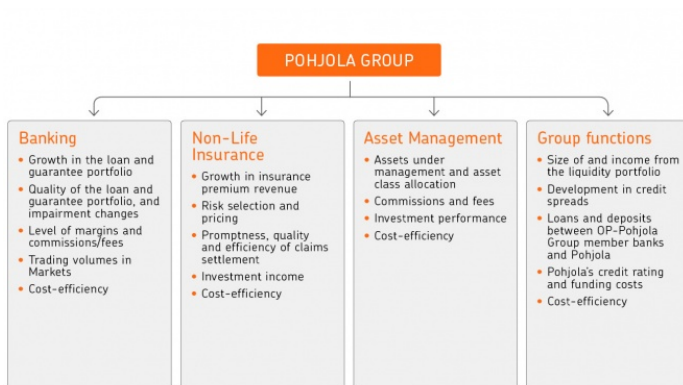 POHJOLA GROUP
Banking
• Growth in the loan and
guarantee portfolio
• Quality of the loan and
guarantee portfolio, and
impairment changes
• Level of margins and
commissions/fees
• Trading volumes in
Markets
• Cost-efficiency
Non-Life
Insurance
• Growth in insurance
premium revenue
• Risk selection and
pricing
• Promptness, quality
and efficiency of claims
settlement
• Investment income
• Cost-efficiency
Asset Management
• Assets under
management and asset
class allocation
• Commissions and fees
• Investment performance
• Cost-efficiency
Group functions
• Size of and income from
the liquidity portfolio
• Development in credit
spreads
• Loans and deposits
between OP-Pohjola
Group member banks
and Pohjola
• Pohjola's credit rating
and funding costs
• Cost-efficiency